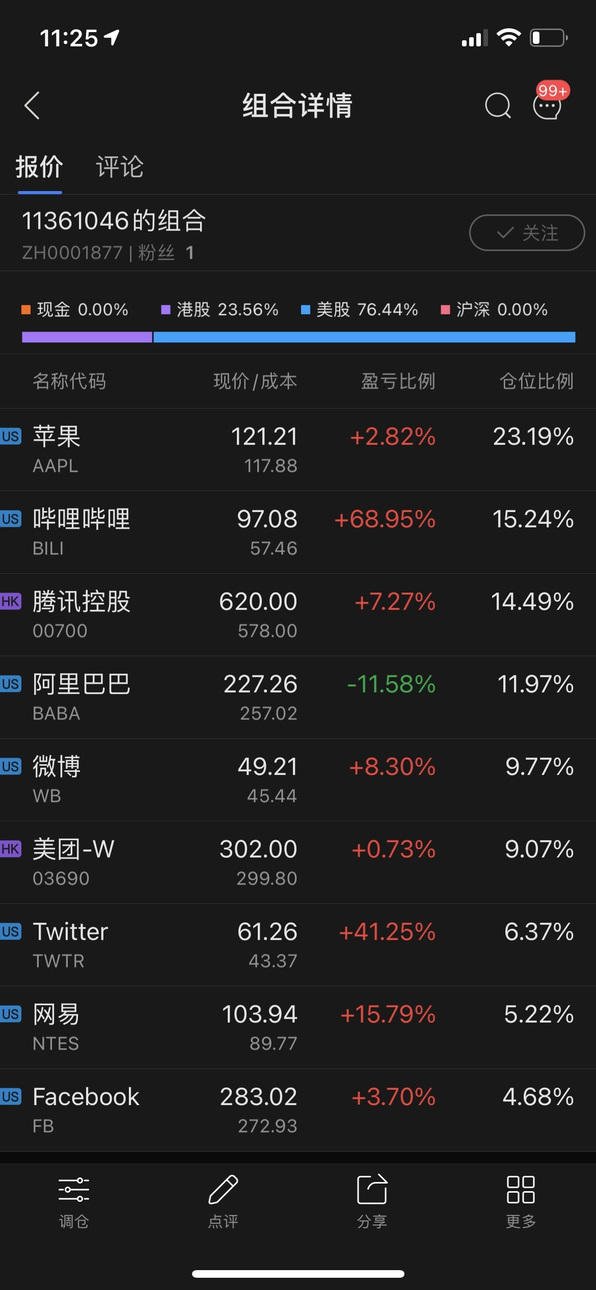 11:25
组合详情
99+
报价 评论
11361046的组合
ZH0001877 | 粉丝 1
关注
现金 0.00% 港股 23.56% 美股 76.44% 沪深 0.00%
名称代码 现价/成本 盈亏比例 仓位比例
US 苹果 121.21 +2.82% 23.19%
AAPL 117.88
US 哔哩哔哩 97.08 +68.95% 15.24%
BILI 57.46
HK 腾讯控股 620.00 +7.27% 14.49%
00700 578.00
US 阿里巴巴 227.26 -11.58% 11.97%
BABA 257.02
US 微博 49.21 +8.30% 9.77%
WB 45.44
HK 美团-W 302.00 +0.73% 9.07%
03690 299.80
US Twitter 61.26 +41.25% 6.37%
TWTR 43.37
US 网易 103.94 +15.79% 5.22%
NTES 89.77
US Facebook 283.02 +3.70% 4.68%
FB 272.93
调仓 点评 分享 更多